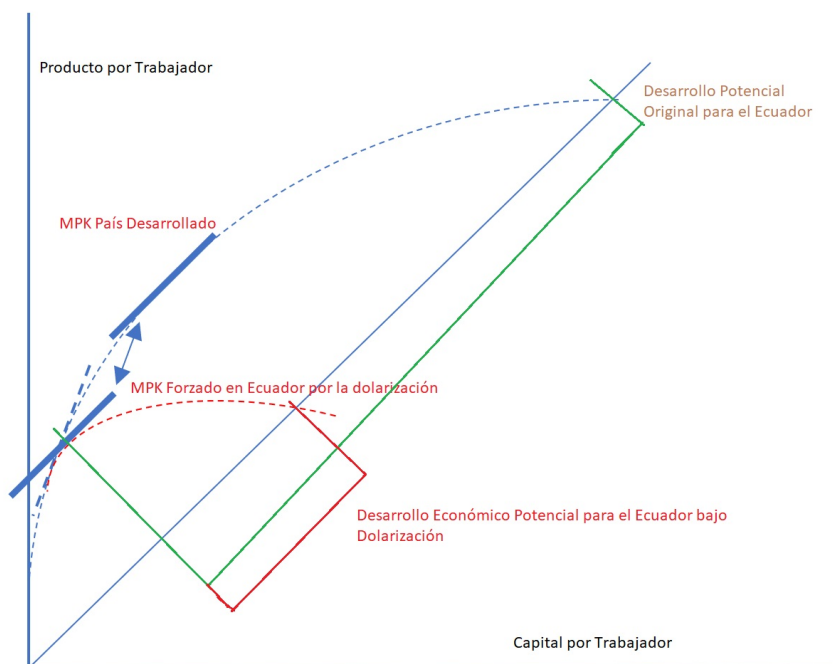 Producto por Trabajador
Desarrollo Potencial
Original para el Ecuador
MPK País Desarrollado
MPK Forzado en Ecuador por la dolarización
Desarrollo Económico Potencial para el Ecuador bajo
Dolarización
Capital por Trabajador